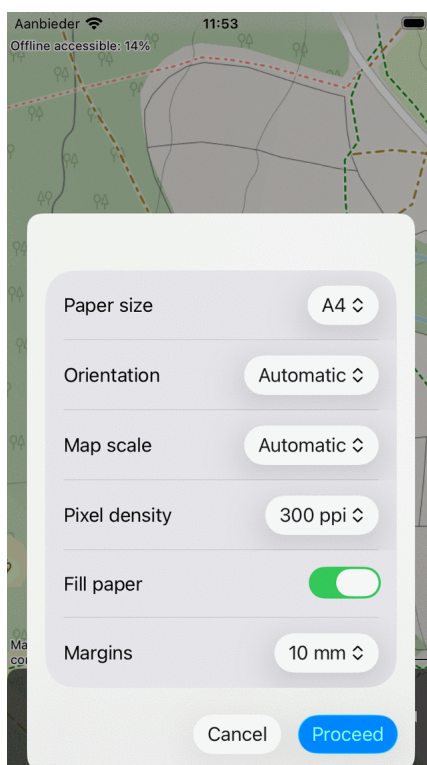 Aanbieder 11:53
Offline accessible: 14%
Paper size A4
Orientation Automatic
Map scale Automatic
Pixel density 300 ppi
Fill paper
Margins 10 mm
Cancel Proceed